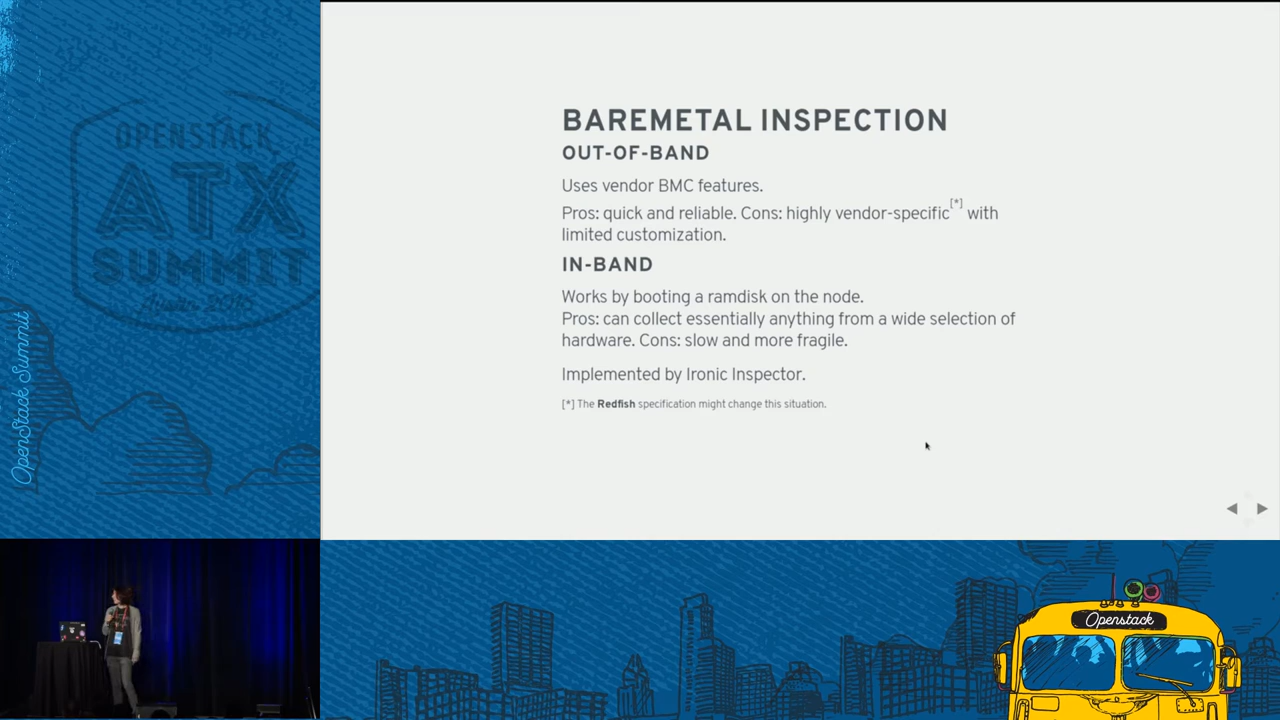 OPENSTACK
ATX
SUMMIT
Austin 2016
OpenStack Summit
BAREMETAL INSPECTION
OUT-OF-BAND
Uses vendor BMC features.
Pros: quick and reliable. Cons: highly vendor-specific[*] with
limited customization.
IN-BAND
Works by booting a ramdisk on the node.
Pros: can collect essentially anything from a wide selection of
hardware. Cons: slow and more fragile.
Implemented by Ironic Inspector.
[*] The Redfish specification might change this situation.
Openstack